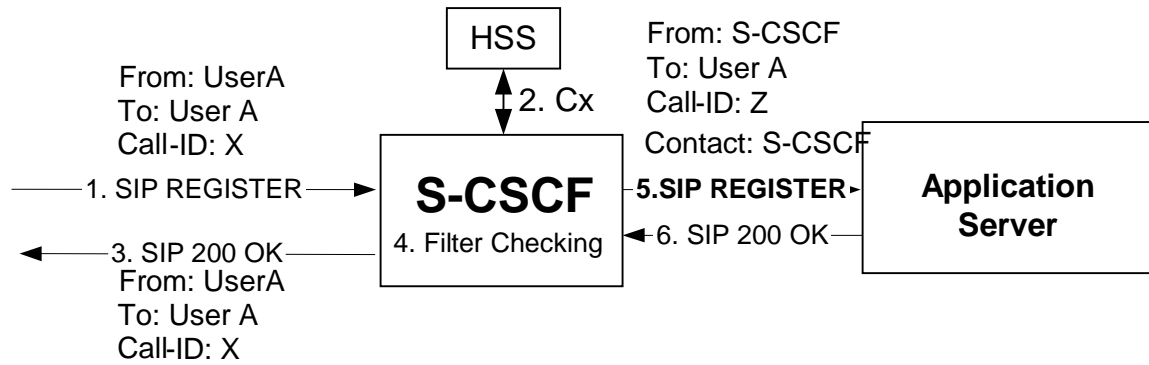 HSS
From: S-CSCF
To: User A
Call-ID: Z
Contact: S-CSCF
From: UserA
To: User A
Call-ID: X
2. Cx
1. SIP REGISTER
S-CSCF
4. Filter Checking
5.SIP REGISTER
Application
Server
6. SIP 200 OK
3. SIP 200 OK
From: UserA
To: User A
Call-ID: X